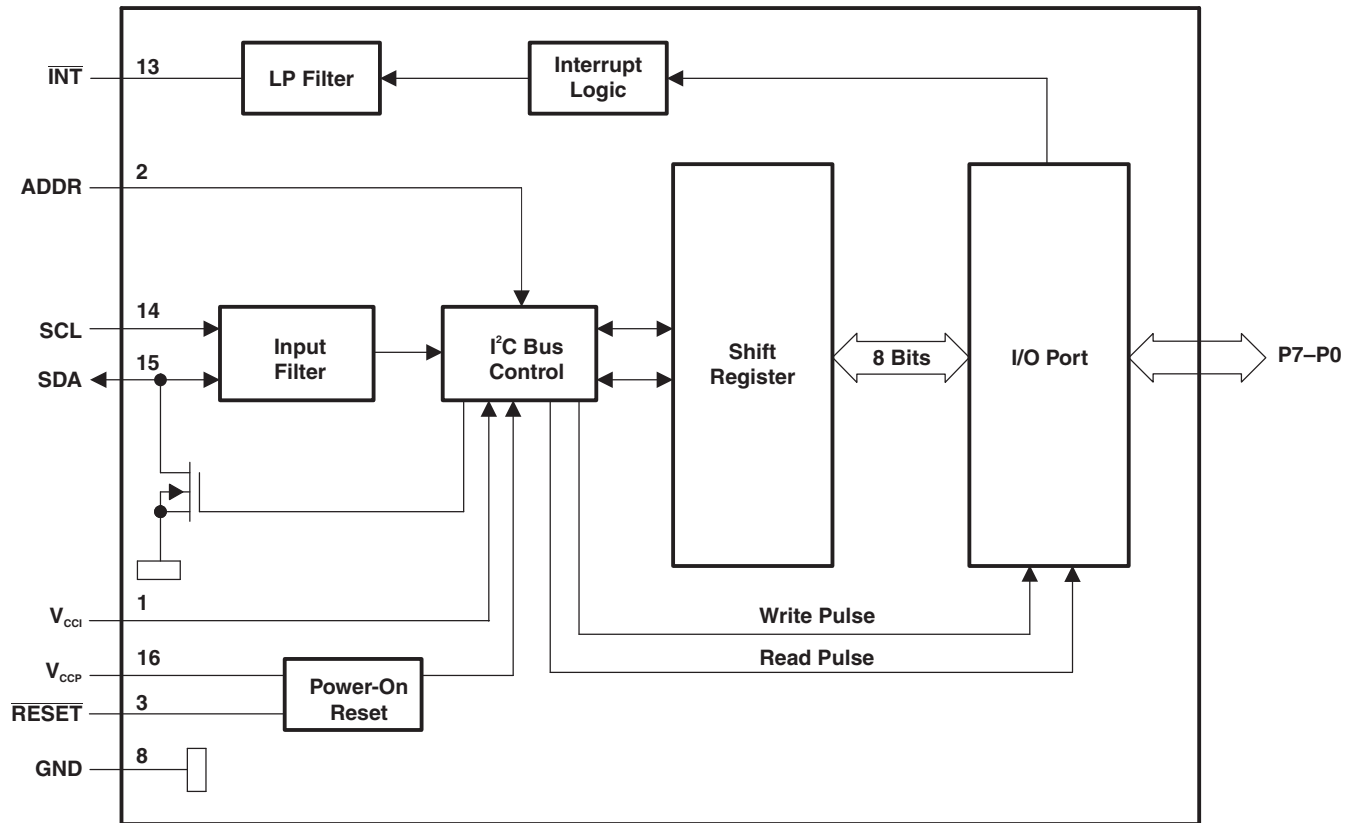 INT
13
LP Filter
Interrupt
Logic
ADDR
2
SCL
14
SDA
15
Input
Filter
I²C Bus
Control
Shift
Register
8 Bits
I/O Port
P7–P0
VCCI
1
Write Pulse
VCCP
16
Read Pulse
Power-On
Reset
RESET
3
GND
8